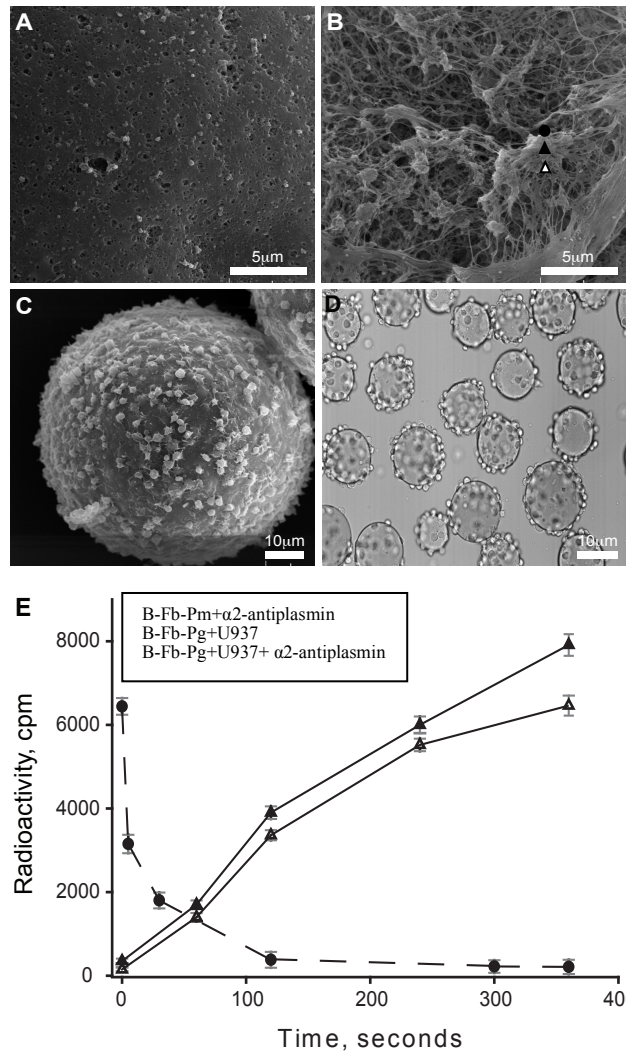 A
B
5μm
5μm
C
D
10μm
10μm
E
B-Fb-Pm+α2-antiplasmin
B-Fb-Pg+U937
B-Fb-Pg+U937+ α2-antiplasmin
8000
6000
4000
2000
0
Radioactivity, cpm
0
100
200
300
40
Time, seconds